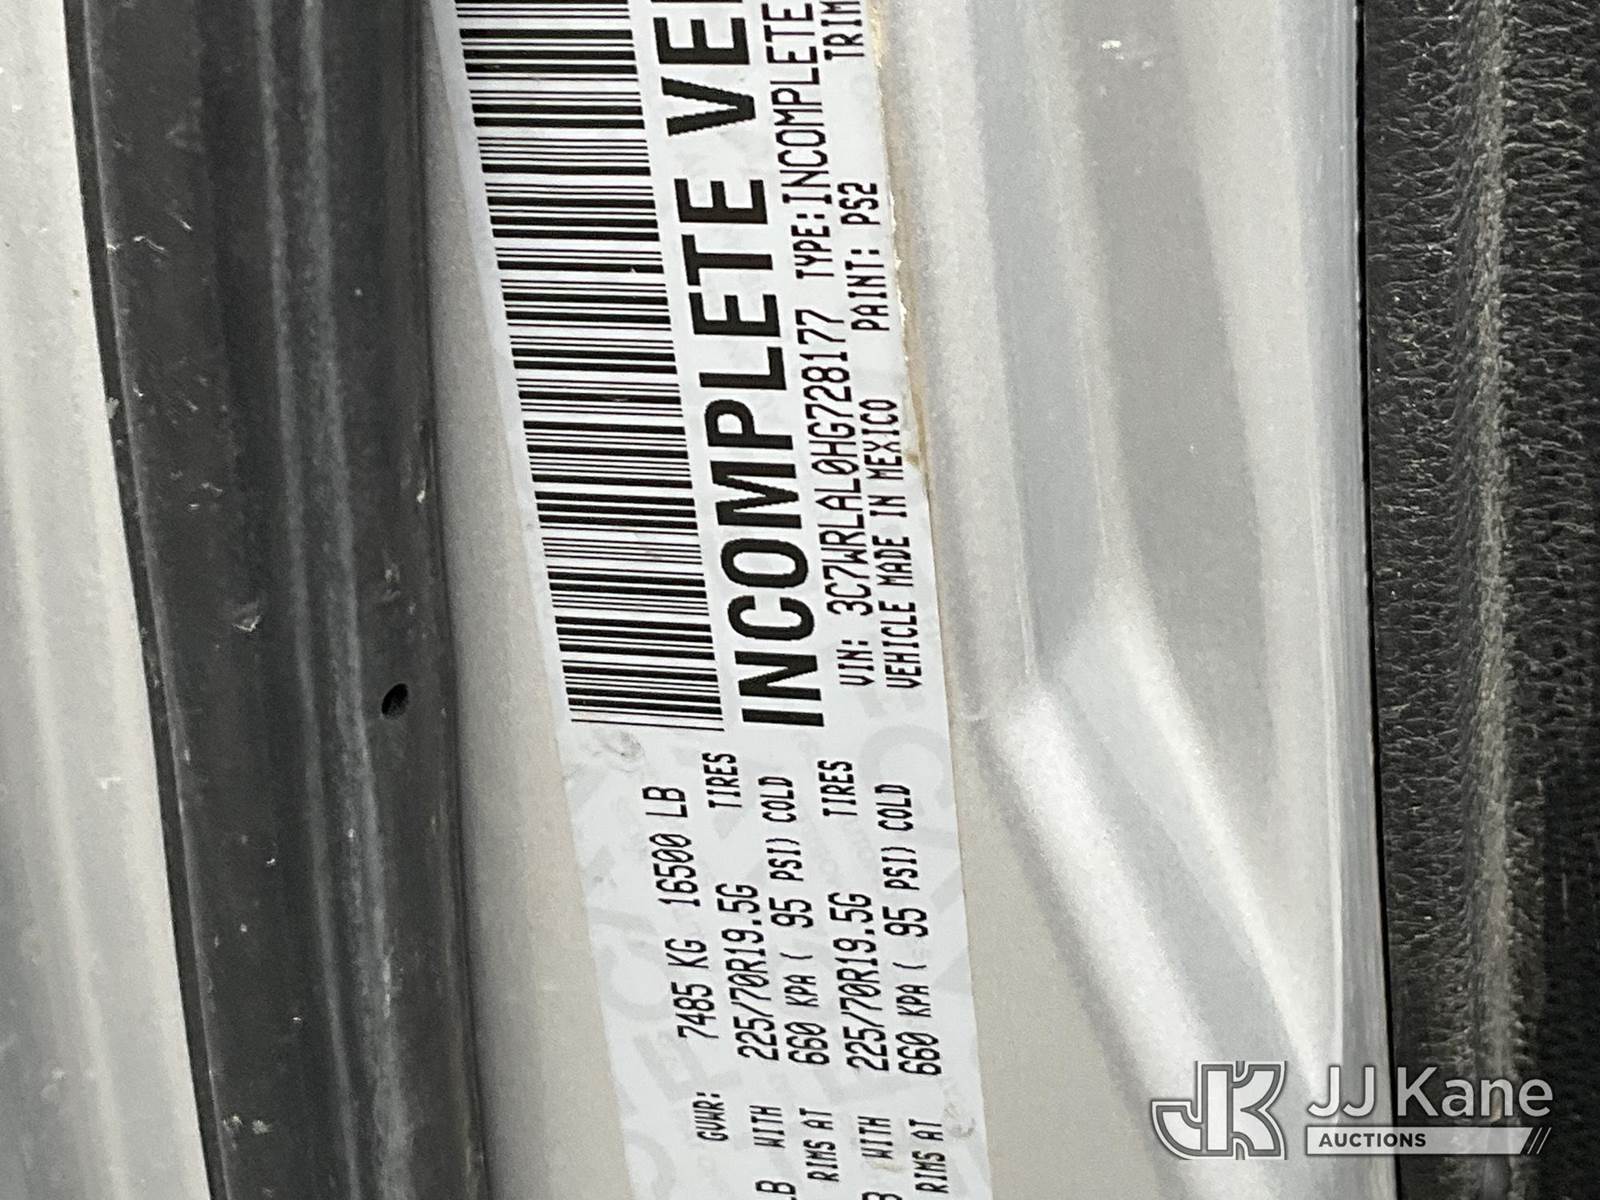 GVWR: 7485 KG 16500 LB
LB WITH 225/70R19.5G TIRES
RIMS AT 660 KPA ( 95 PSI) COLD
WITH 225/70R19.5G TIRES
RIMS AT 660 KPA ( 95 PSI) COLD
INCOMPLETE VE
VIN: 3C7WRLAL0HG728177 TYPE:INCOMPLETE
VEHICLE MADE IN MEXICO PAINT: PS2 TRIM
JJ Kane
AUCTIONS